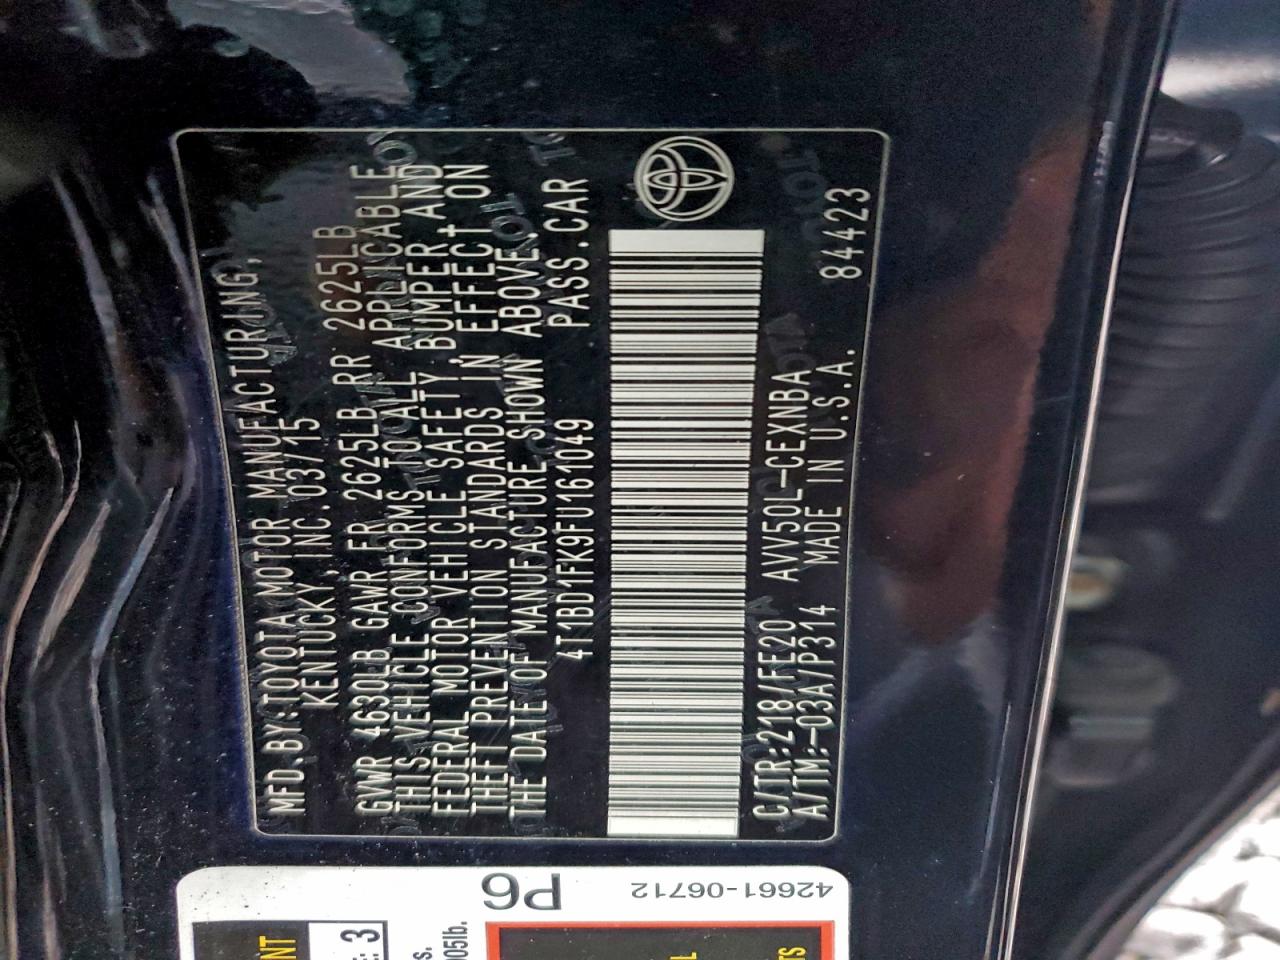 MFD.BY:TOYOTA MOTOR MANUFACTURING,
KENTUCKY, INC. 03/15
GVWR 4630LB GAWR FR 2625LB RR 2625LB
THIS VEHICLE CONFORMS TO ALL APPLICABLE
FEDERAL MOTOR VEHICLE SAFETY, BUMPER, AND
THEFT PREVENTION STANDARDS IN EFFECT ON
THE DATE OF MANUFACTURE SHOWN ABOVE.
4T1BD1FK9FU161049 PASS.CAR
C/TR:218/FF20 AVV50L-CEXNBA
A/TM:-03A/P314 MADE IN U.S.A. 84423
P6
42661-06712